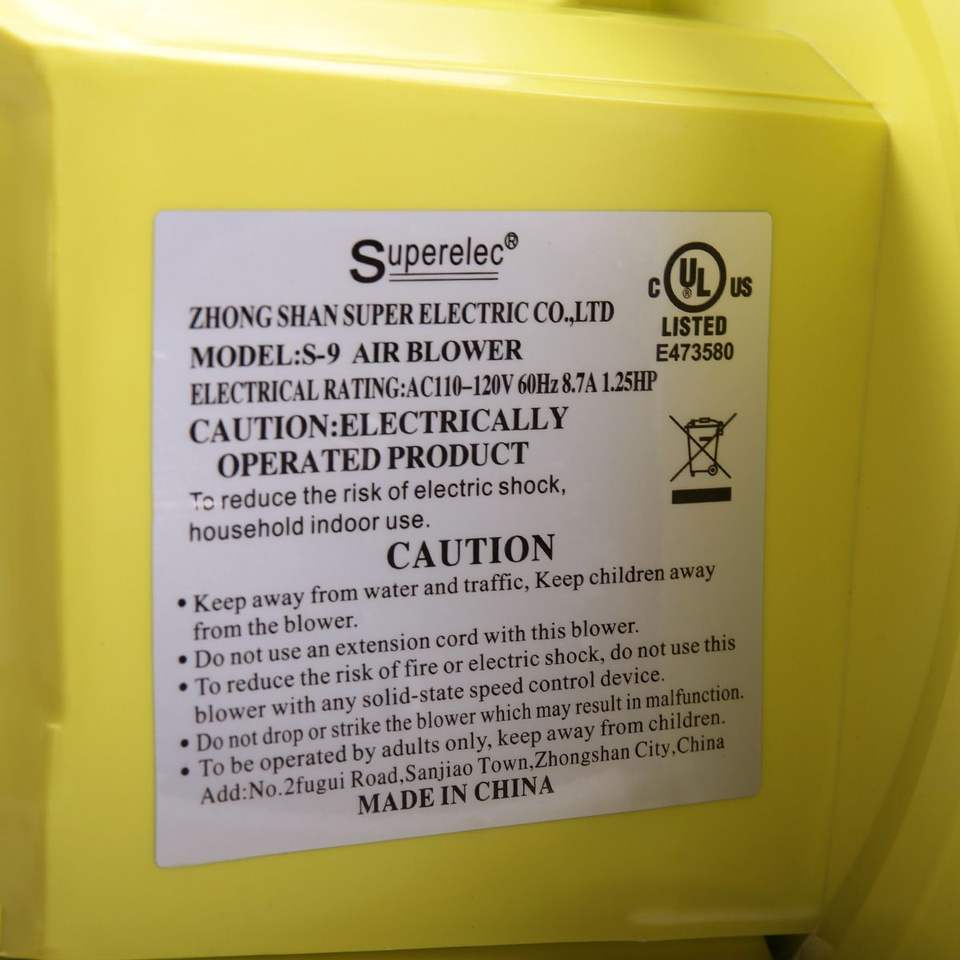 Superelec®
ZHONG SHAN SUPER ELECTRIC CO.,LTD
MODEL:S-9 AIR BLOWER
ELECTRICAL RATING:AC110-120V 60Hz 8.7A 1.25HP
C UL ® US
LISTED
E473580
CAUTION:ELECTRICALLY
OPERATED PRODUCT
To reduce the risk of electric shock,
household indoor use.
CAUTION
• Keep away from water and traffic, Keep children away
from the blower.
• Do not use an extension cord with this blower.
• To reduce the risk of fire or electric shock, do not use this
blower with any solid-state speed control device.
• Do not drop or strike the blower which may result in malfunction.
• To be operated by adults only, keep away from children.
Add:No.2fugui Road,Sanjiao Town,Zhongshan City,China
MADE IN CHINA